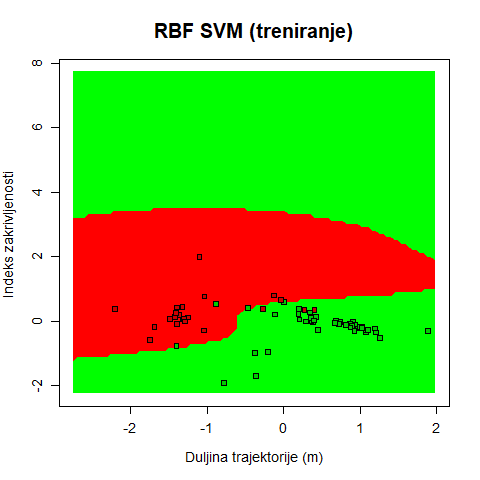 RBF SVM (treniranje)
Indeks zakrivljenosti
8
6
4
2
0
-2
-2 -1 0 1 2
Duljina trajektorije (m)